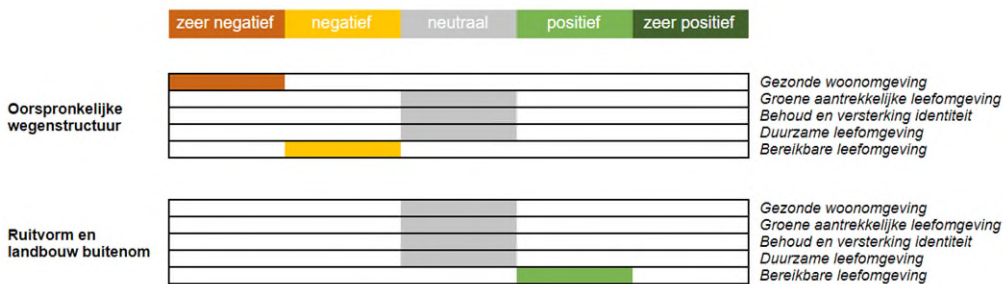 zeer negatief negatief neutraal positief zeer positief
Oorspronkelijke
wegenstructuur
Gezonde woonomgeving
Groene aantrekkelijke leefomgeving
Behoud en versterking identiteit
Duurzame leefomgeving
Bereikbare leefomgeving
Ruitvorm en
landbouw buitenom
Gezonde woonomgeving
Groene aantrekkelijke leefomgeving
Behoud en versterking identiteit
Duurzame leefomgeving
Bereikbare leefomgeving